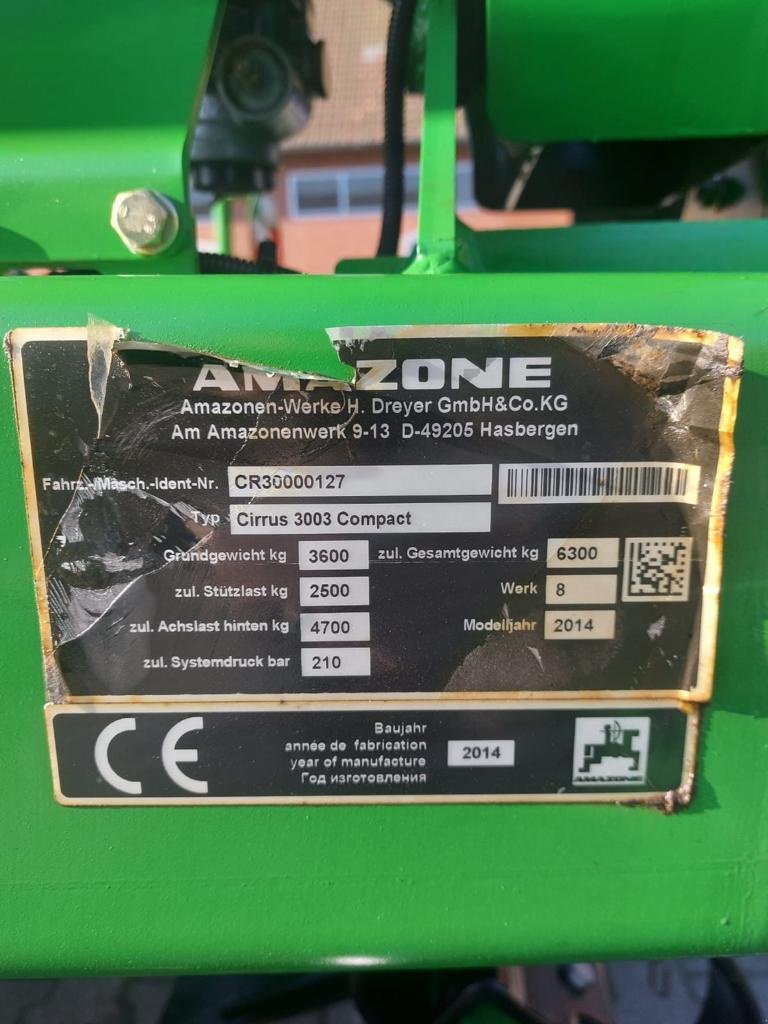 AMAZONE
Amazonen-Werke H. Dreyer GmbH&Co.KG
Am Amazonenwerk 9-13 D-49205 Hasbergen
Fahrz.-/Masch.-Ident-Nr. CR30000127
Typ Cirrus 3003 Compact
Grundgewicht kg 3600 zul. Gesamtgewicht kg 6300
zul. Stützlast kg 2500 Werk 8
zul. Achslast hinten kg 4700 Modelljahr 2014
zul. Systemdruck bar 210
CE
Baujahr
année de fabrication
year of manufacture
Год изготовления
2014
AMAZONE